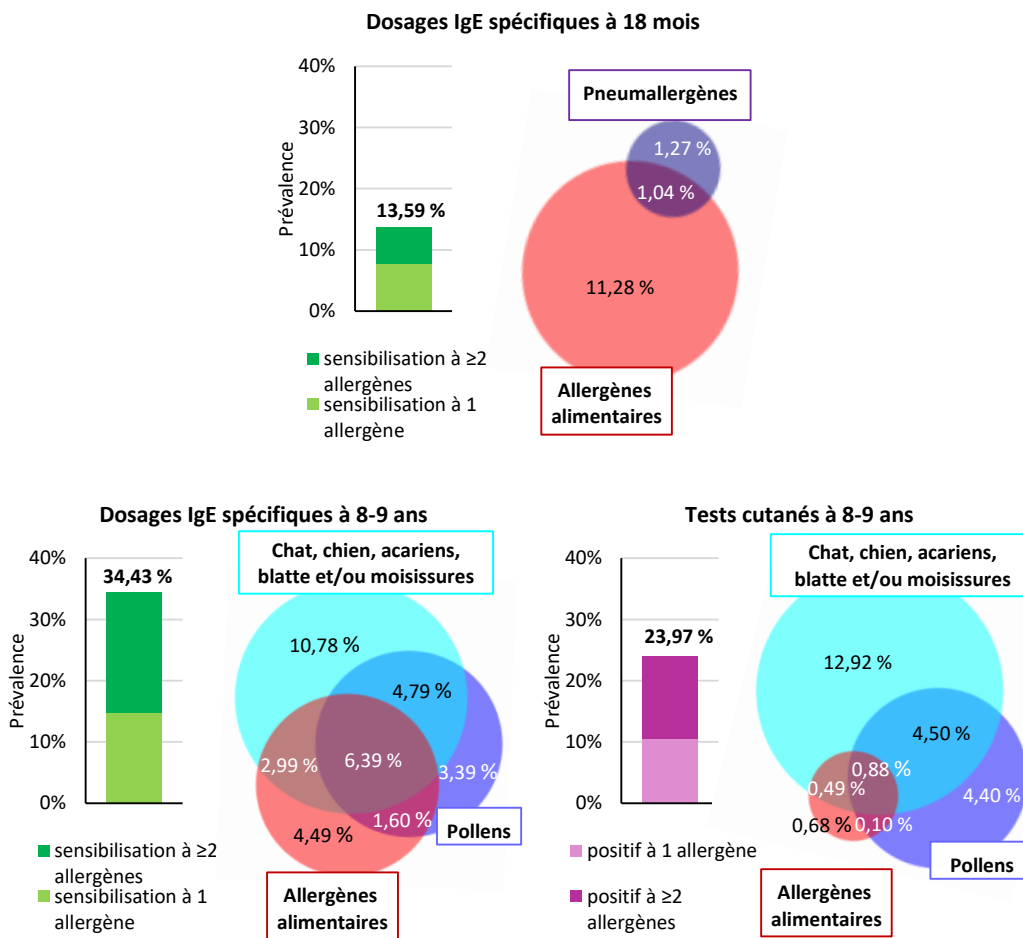 Dosages IgE spécifiques à 18 mois
Prévalence
40%
30%
20%
10%
0%
13,59 %
Pneumallergènes
1,27 %
1,04 %
11,28 %
Allergènes
alimentaires
sensibilisation à ≥2
allergènes
sensibilisation à 1
allergène
Dosages IgE spécifiques à 8-9 ans
Prévalence
40%
30%
20%
10%
0%
34,43 %
Chat, chien, acariens,
blatte et/ou moisissures
10,78 %
4,79 %
2,99 %
6,39 %
3,39 %
1,60 %
4,49 %
Pollens
Allergènes
alimentaires
sensibilisation à ≥2
allergènes
sensibilisation à 1
allergène
Tests cutanés à 8-9 ans
Prévalence
40%
30%
20%
10%
0%
23,97 %
Chat, chien, acariens,
blatte et/ou moisissures
12,92 %
4,50 %
0,88 %
0,49 %
4,40 %
0,68 %
0,10 %
Pollens
Allergènes
alimentaires
positif à 1 allergène
positif à ≥2
allergènes